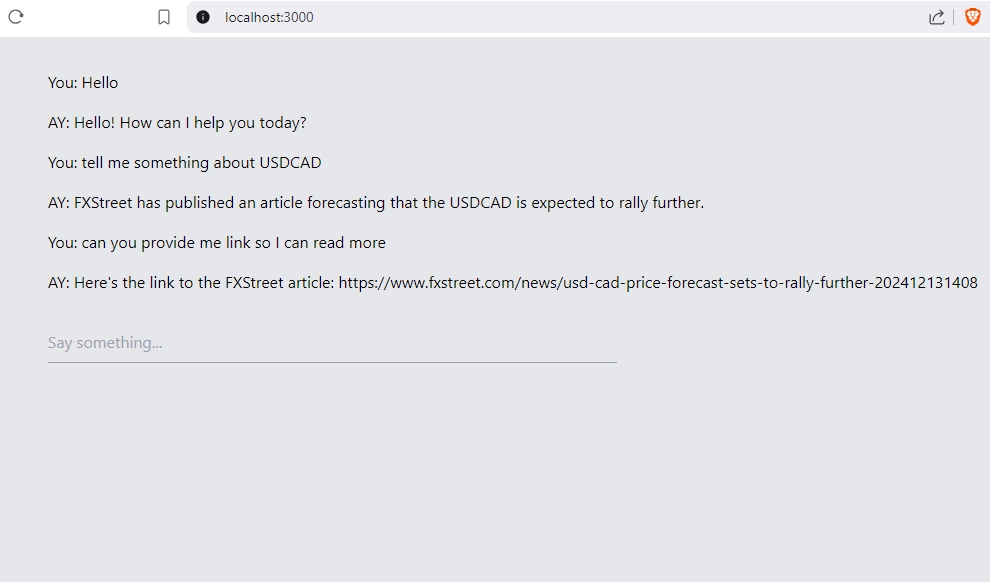 localhost:3000
You: Hello
AY: Hello! How can I help you today?
You: tell me something about USDCAD
AY: FXStreet has published an article forecasting that the USDCAD is expected to rally further.
You: can you provide me link so I can read more
AY: Here's the link to the FXStreet article: https://www.fxstreet.com/news/usd-cad-price-forecast-sets-to-rally-further-202412131408
Say something...